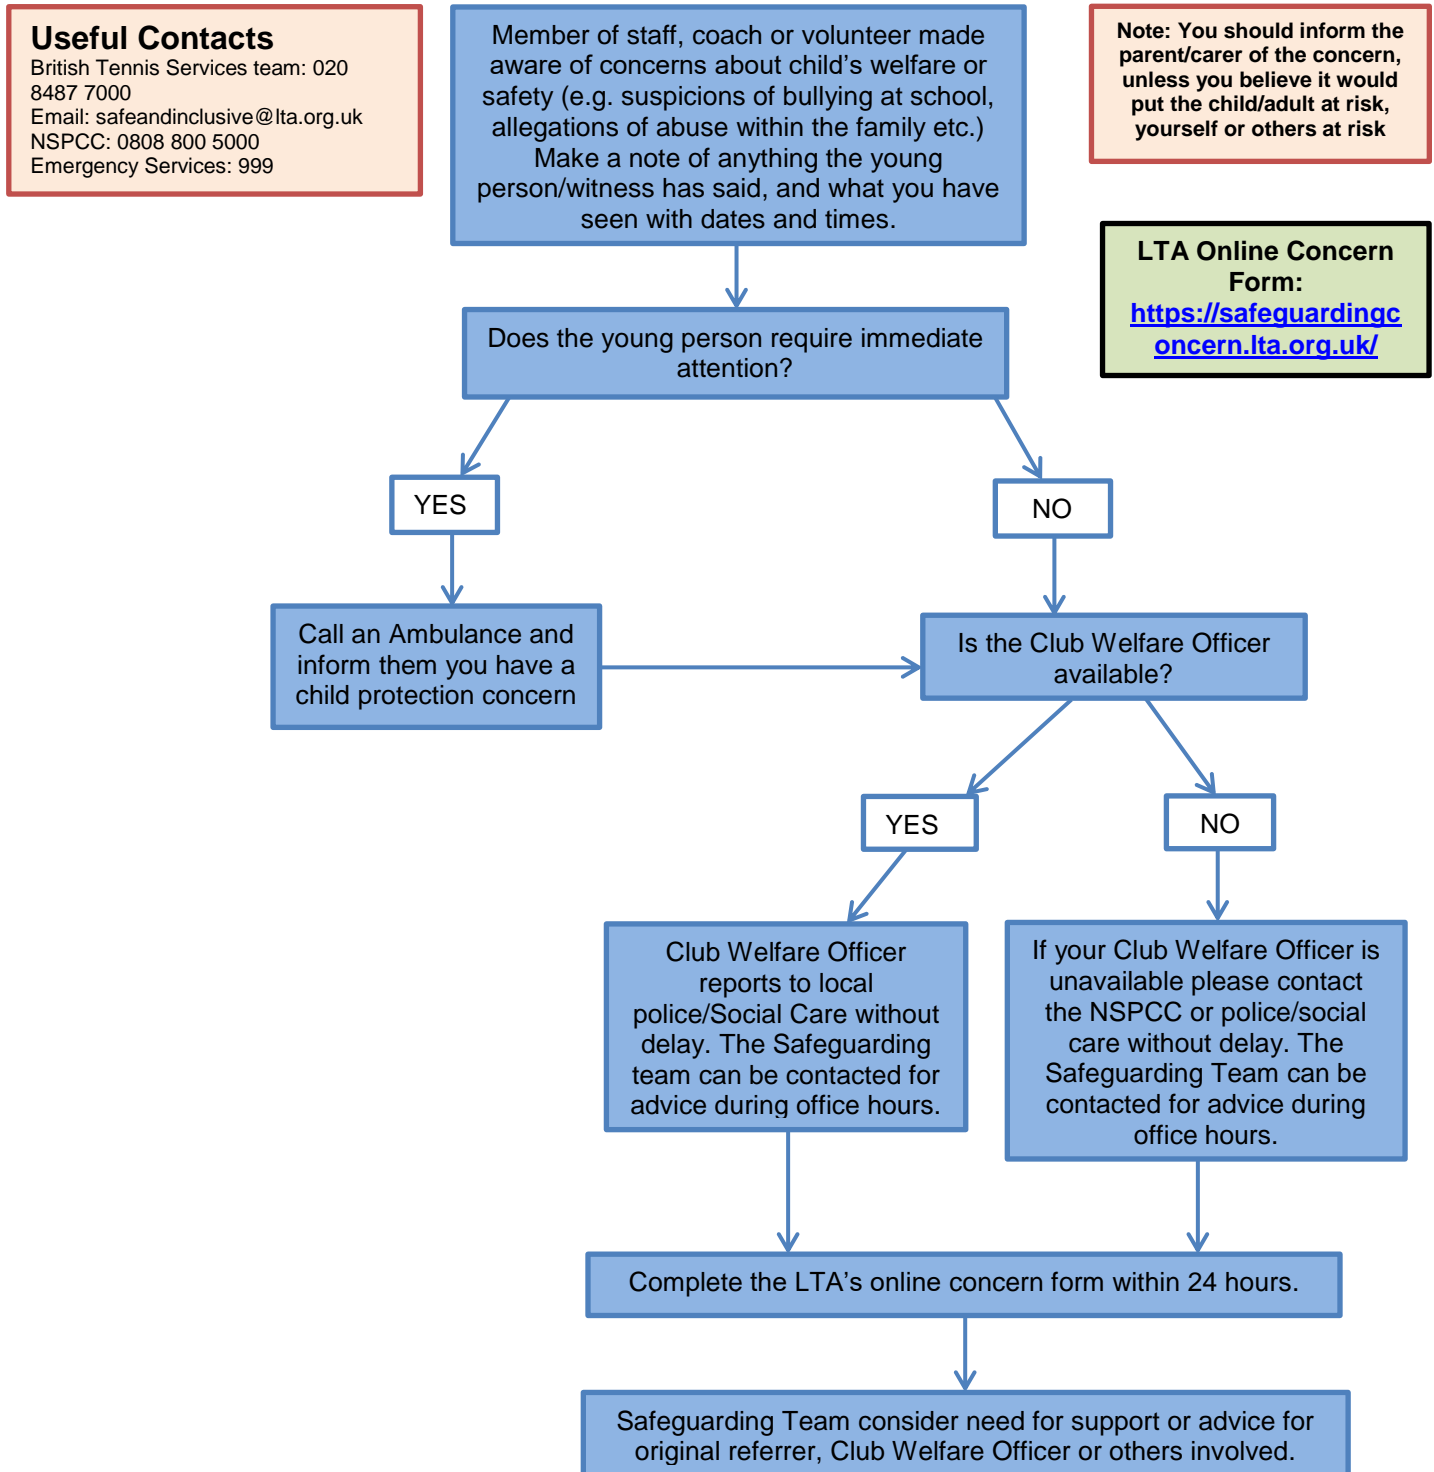 Useful Contacts
British Tennis Services team: 020
8487 7000
Email: safeandinclusive@lta.org.uk
NSPCC: 0808 800 5000
Emergency Services: 999
Member of staff, coach or volunteer made
aware of concerns about child's welfare or
safety (e.g. suspicions of bullying at school,
allegations of abuse within the family etc.)
Make a note of anything the young
person/witness has said, and what you have
seen with dates and times.
Note: You should inform the
parent/carer of the concern,
unless you believe it would
put the child/adult at risk,
yourself or others at risk
LTA Online Concern
Form:
https://safeguardingc
oncern.lta.org.uk/
Does the young person require immediate
attention?
YES
NO
Call an Ambulance and
inform them you have a
child protection concern
Is the Club Welfare Officer
available?
YES
NO
Club Welfare Officer
reports to local
police/Social Care without
delay. The Safeguarding
team can be contacted for
advice during office hours.
If your Club Welfare Officer is
unavailable please contact
the NSPCC or police/social
care without delay. The
Safeguarding Team can be
contacted for advice during
office hours.
Complete the LTA's online concern form within 24 hours.
Safeguarding Team consider need for support or advice for
original referrer, Club Welfare Officer or others involved.